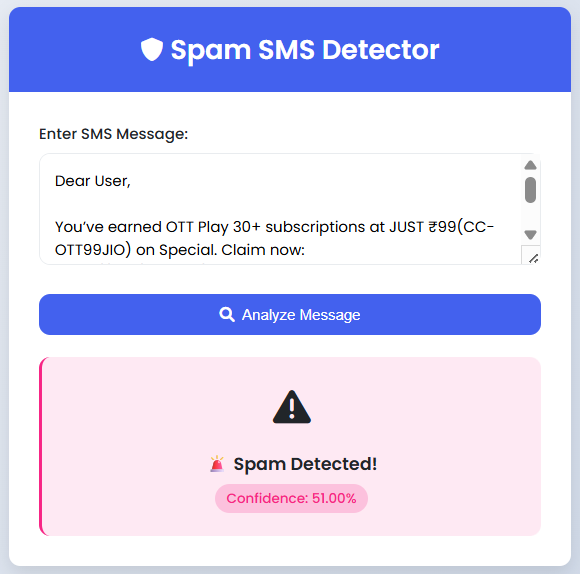 Spam SMS Detector
Enter SMS Message:
Dear User,
You’ve earned OTT Play 30+ subscriptions at JUST ₹99(CC-
OTT99JIO) on Special. Claim now:
Analyze Message
Spam Detected!
Confidence: 51.00%